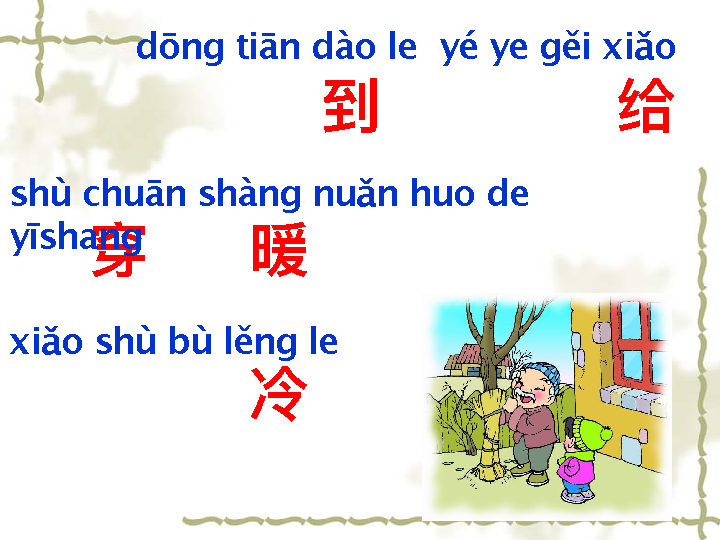 dōng tiān dào le  yé ye gěi xiǎo
到 给
shù chuān shàng nuǎn huo de
yīshang
穿 暖
xiǎo shù bù lěng le
冷